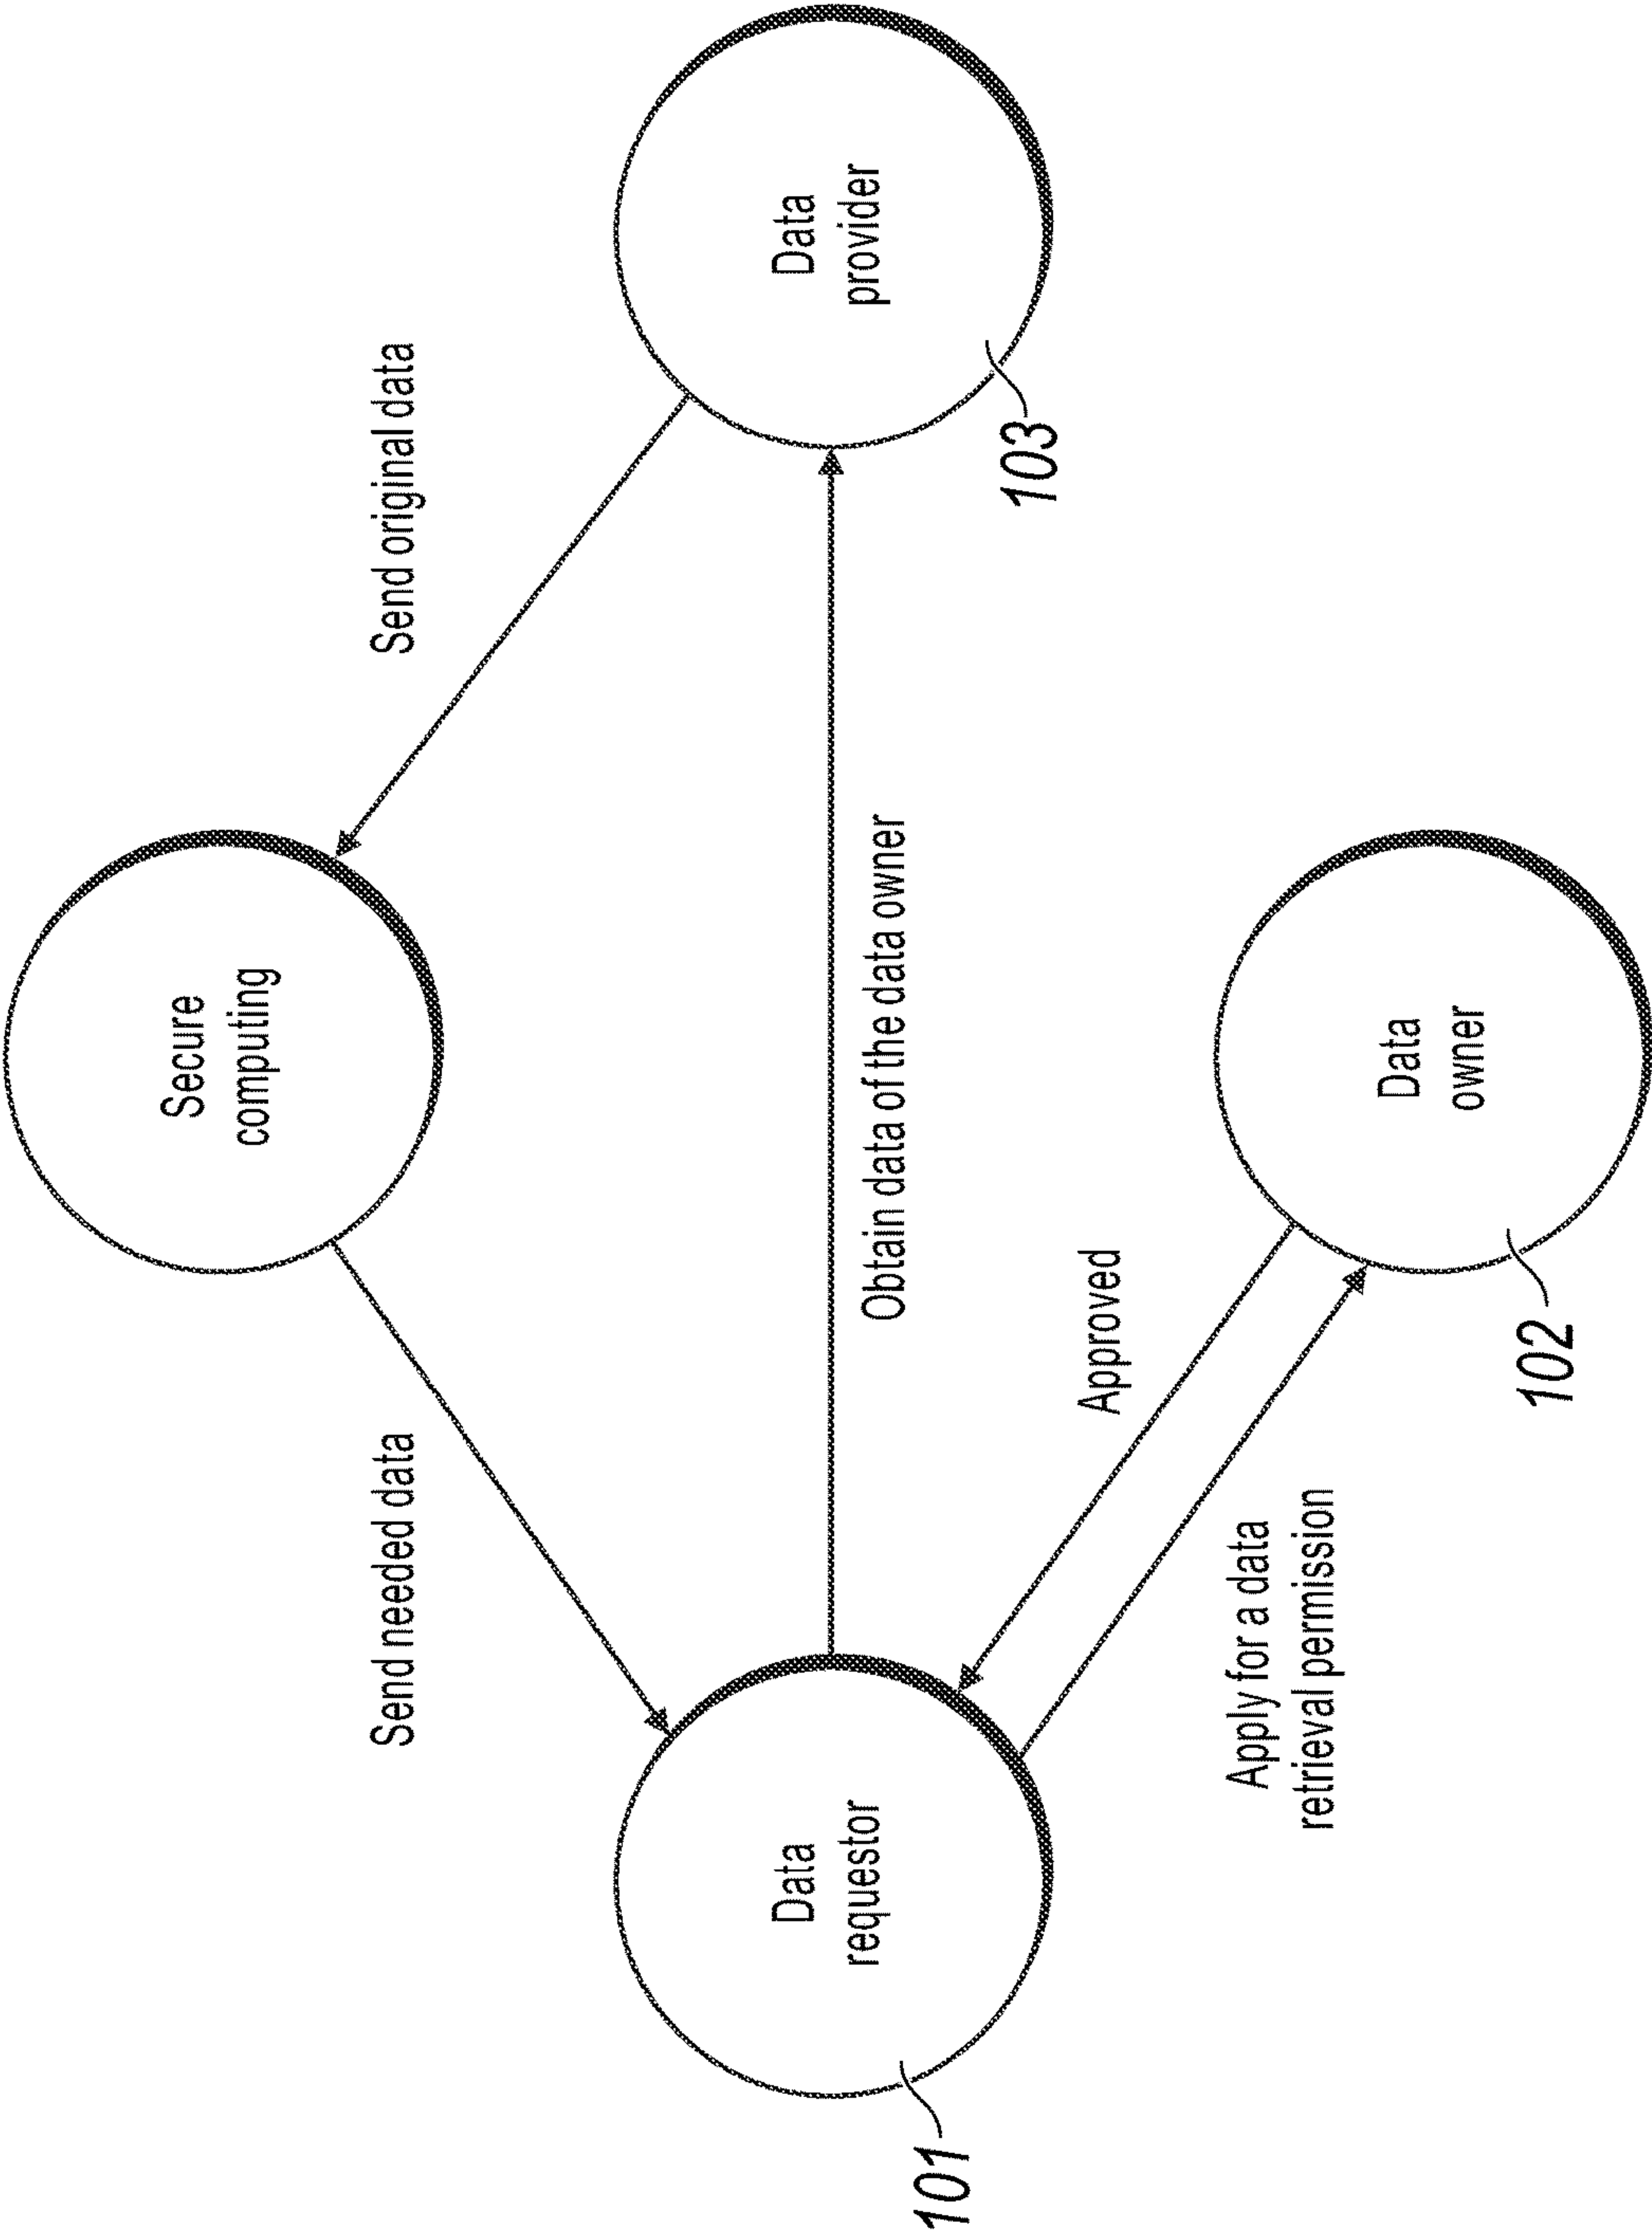 Secure
computing
Send needed data
Send original data
Data
requestor
101
Obtain data of the data owner
Data
provider
103
Approved
Apply for a data
retrieval permission
Data
owner
102